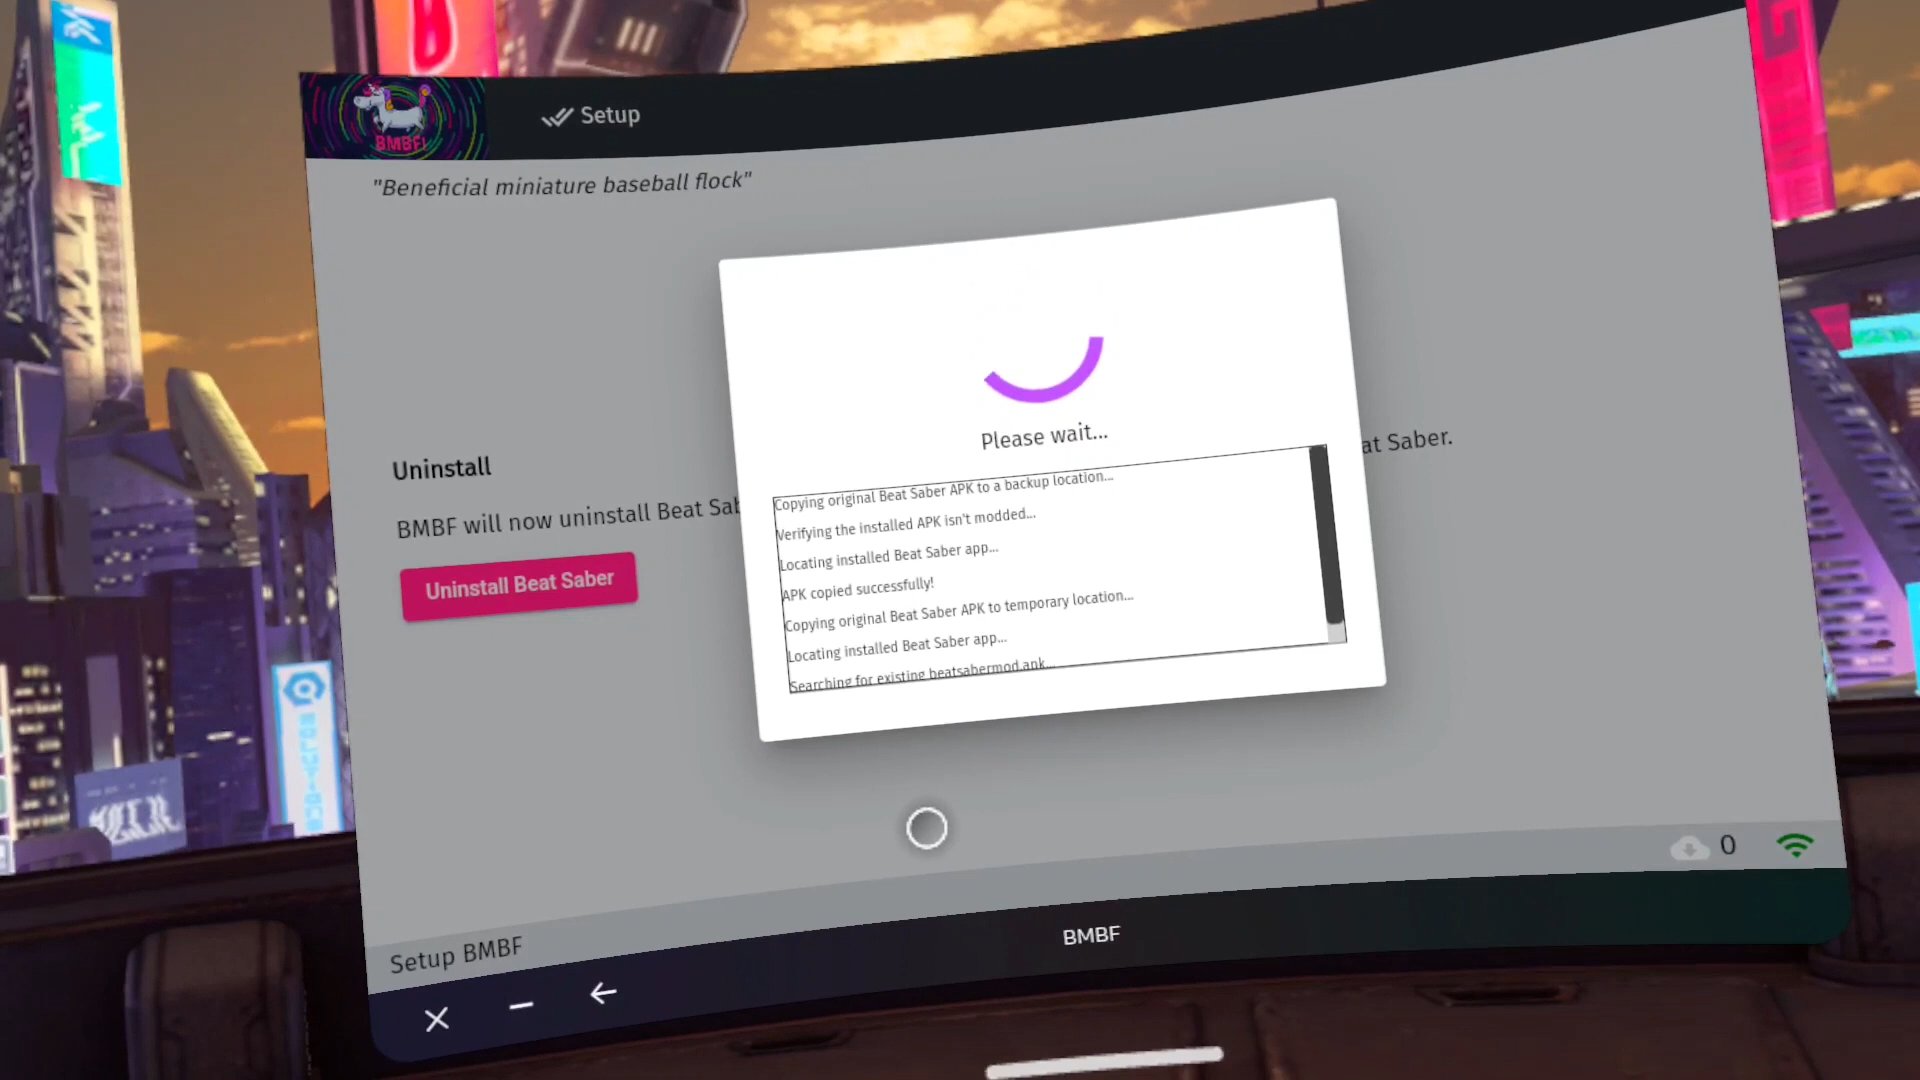 BMBF!
Setup
"Beneficial miniature baseball flock"
Please wait...
Copying original Beat Saber APK to a backup location...
Verifying the installed APK isn't modded...
Locating installed Beat Saber app...
APK copied successfully!
Copying original Beat Saber APK to temporary location...
Locating installed Beat Saber app...
Searching for existing beatsabermod.apk...
Uninstall
BMBF will now uninstall Beat
at Saber.
Uninstall Beat Saber
0
Setup BMBF
BMBF